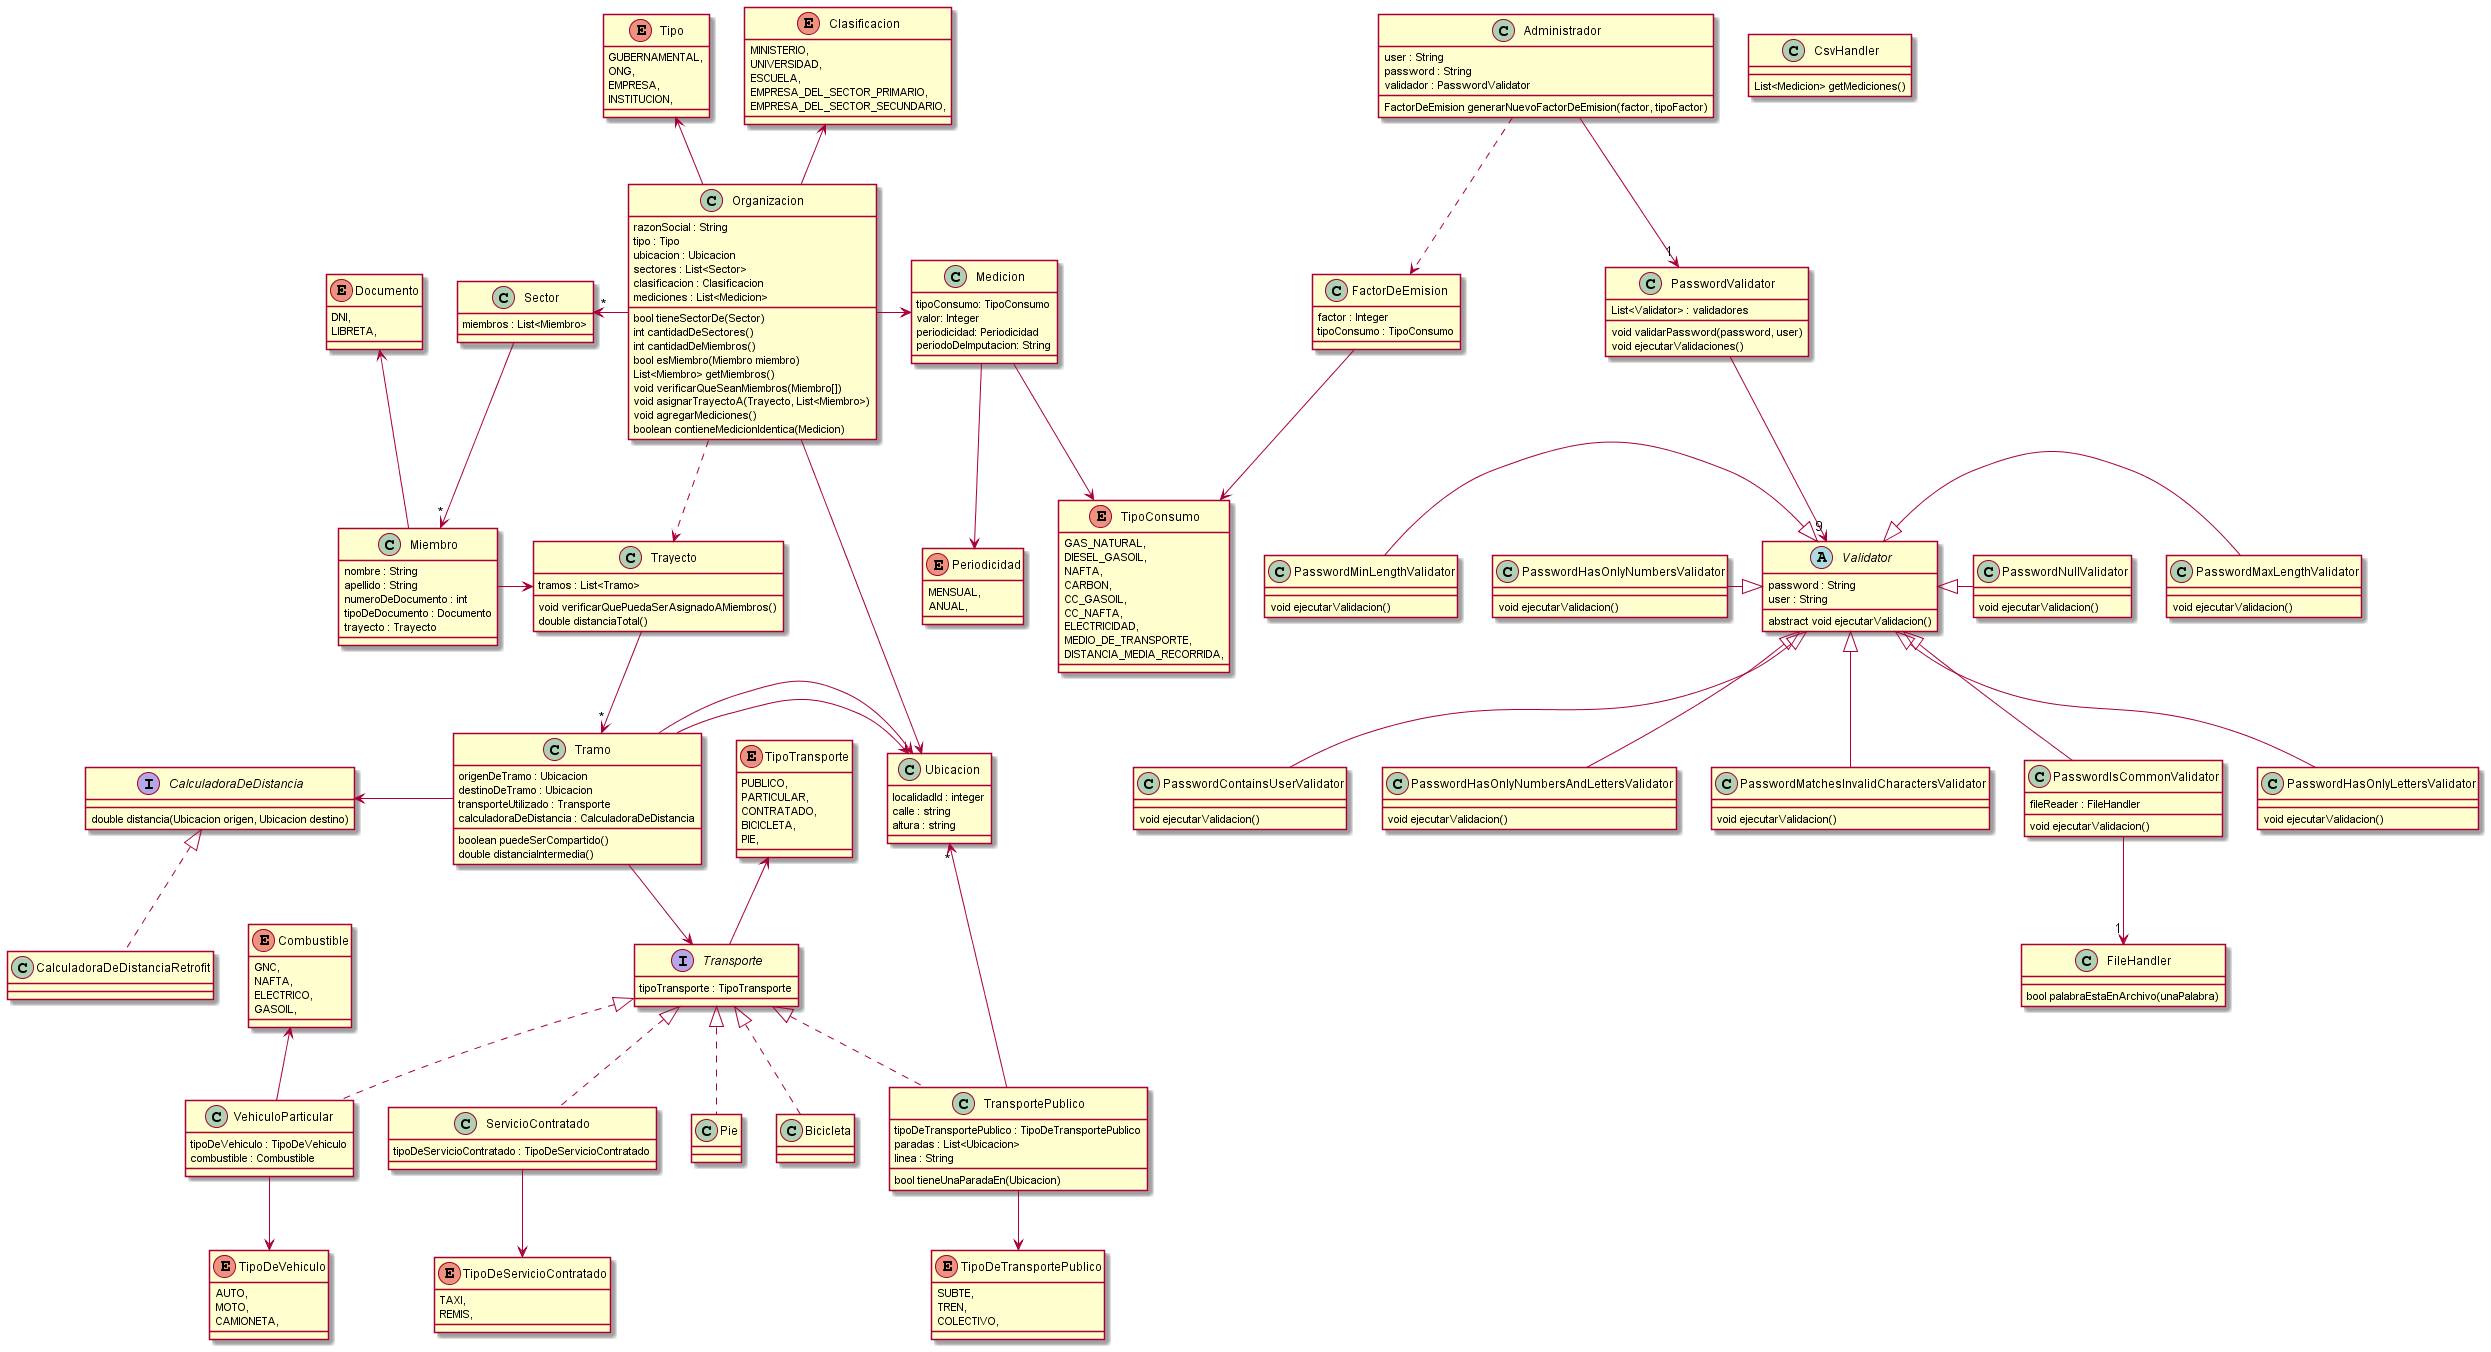 E Tipo
GUBERNAMENTAL,
ONG,
EMPRESA,
INSTITUCION,
E Clasificacion
MINISTERIO,
UNIVERSIDAD,
ESCUELA,
EMPRESA_DEL_SECTOR_PRIMARIO,
EMPRESA_DEL_SECTOR_SECUNDARIO,
C Administrador
user : String
password : String
validador : PasswordValidator
FactorDeEmision generarNuevoFactorDeEmision(factor, tipoFactor)
C CsvHandler
List<Medicion> getMediciones()
E Documento
DNI,
LIBRETA,
C Sector
miembros : List<Miembro>
*
C Organizacion
razonSocial : String
tipo : Tipo
ubicacion : Ubicacion
sectores : List<Sector>
clasificacion : Clasificacion
mediciones : List<Medicion>
bool tieneSectorDe(Sector)
int cantidadDeSectores()
int cantidadDeMiembros()
bool esMiembro(Miembro miembro)
List<Miembro> getMiembros()
void verificarQueSeanMiembros(Miembro[])
void asignarTrayectoA(Trayecto, List<Miembro>)
void agregarMediciones()
boolean contieneMedicionIdentica(Medicion)
C Medicion
tipoConsumo: TipoConsumo
valor: Integer
periodicidad: Periodicidad
periodoDeImputacion: String
C FactorDeEmision
factor : Integer
tipoConsumo : TipoConsumo
1
C PasswordValidator
List<Validator> : validadores
void validarPassword(password, user)
void ejecutarValidaciones()
*
C Miembro
nombre : String
apellido : String
numeroDeDocumento : int
tipoDeDocumento : Documento
trayecto : Trayecto
C Trayecto
tramos : List<Tramo>
void verificarQuePuedaSerAsignadoAMiembros()
double distanciaTotal()
E Periodicidad
MENSUAL,
ANUAL,
E TipoConsumo
GAS_NATURAL,
DIESEL_GASOIL,
NAFTA,
CARBON,
CC_GASOIL,
CC_NAFTA,
ELECTRICIDAD,
MEDIO_DE_TRANSPORTE,
DISTANCIA_MEDIA_RECORRIDA,
C PasswordMinLengthValidator
void ejecutarValidacion()
C PasswordHasOnlyNumbersValidator
void ejecutarValidacion()
9
A Validator
password : String
user : String
abstract void ejecutarValidacion()
C PasswordNullValidator
void ejecutarValidacion()
C PasswordMaxLengthValidator
void ejecutarValidacion()
I CalculadoraDeDistancia
double distancia(Ubicacion origen, Ubicacion destino)
*
C Tramo
origenDeTramo : Ubicacion
destinoDeTramo : Ubicacion
transporteUtilizado : Transporte
calculadoraDeDistancia : CalculadoraDeDistancia
boolean puedeSerCompartido()
double distanciaIntermedia()
E TipoTransporte
PUBLICO,
PARTICULAR,
CONTRATADO,
BICICLETA,
PIE,
C Ubicacion
localidadId : integer
calle : string
altura : string
*
C PasswordContainsUserValidator
void ejecutarValidacion()
C PasswordHasOnlyNumbersAndLettersValidator
void ejecutarValidacion()
C PasswordMatchesInvalidCharactersValidator
void ejecutarValidacion()
C PasswordIsCommonValidator
fileReader : FileHandler
void ejecutarValidacion()
C PasswordHasOnlyLettersValidator
void ejecutarValidacion()
C CalculadoraDeDistanciaRetrofit
E Combustible
GNC,
NAFTA,
ELECTRICO,
GASOIL,
I Transporte
tipoTransporte : TipoTransporte
1
C FileHandler
bool palabraEstaEnArchivo(unaPalabra)
C VehiculoParticular
tipoDeVehiculo : TipoDeVehiculo
combustible : Combustible
C ServicioContratado
tipoDeServicioContratado : TipoDeServicioContratado
C Pie
C Bicicleta
C TransportePublico
tipoDeTransportePublico : TipoDeTransportePublico
paradas : List<Ubicacion>
linea : String
bool tieneUnaParadaEn(Ubicacion)
E TipoDeVehiculo
AUTO,
MOTO,
CAMIONETA,
E TipoDeServicioContratado
TAXI,
REMIS,
E TipoDeTransportePublico
SUBTE,
TREN,
COLECTIVO,